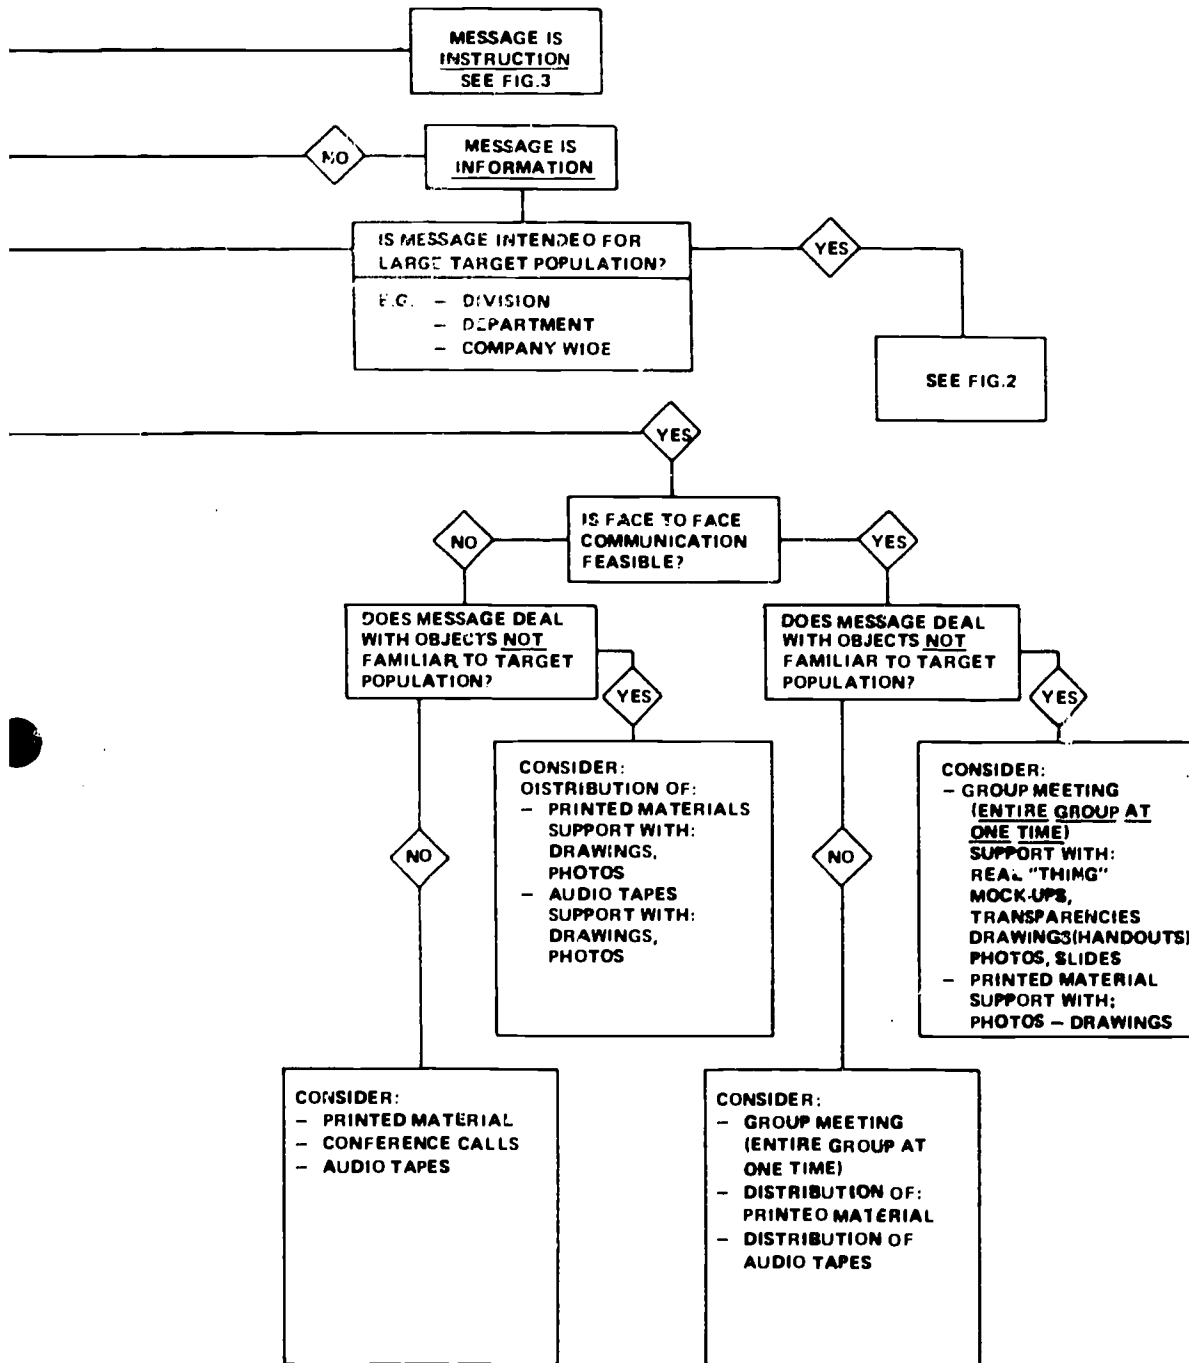 MESSAGE IS
INSTRUCTION
SEE FIG.3
NO
MESSAGE IS
INFORMATION
IS MESSAGE INTENDED FOR
LARGE TARGET POPULATION?
E.G. – DIVISION
– DEPARTMENT
– COMPANY WIDE
YES
SEE FIG.2
YES
IS FACE TO FACE
COMMUNICATION
FEASIBLE?
NO
YES
DOES MESSAGE DEAL
WITH OBJECTS NOT
FAMILIAR TO TARGET
POPULATION?
YES
DOES MESSAGE DEAL
WITH OBJECTS NOT
FAMILIAR TO TARGET
POPULATION?
YES
CONSIDER:
DISTRIBUTION OF:
– PRINTED MATERIALS
SUPPORT WITH:
DRAWINGS,
PHOTOS
– AUDIO TAPES
SUPPORT WITH:
DRAWINGS,
PHOTOS
CONSIDER:
– GROUP MEETING
(ENTIRE GROUP AT
ONE TIME)
SUPPORT WITH:
REAL "THING"
MOCK-UPS,
TRANSPARENCIES
DRAWINGS(HANDOUTS)
PHOTOS, SLIDES
– PRINTED MATERIAL
SUPPORT WITH:
PHOTOS – DRAWINGS
NO
NO
CONSIDER:
– PRINTED MATERIAL
– CONFERENCE CALLS
– AUDIO TAPES
CONSIDER:
– GROUP MEETING
(ENTIRE GROUP AT
ONE TIME)
– DISTRIBUTION OF:
PRINTED MATERIAL
– DISTRIBUTION OF
AUDIO TAPES